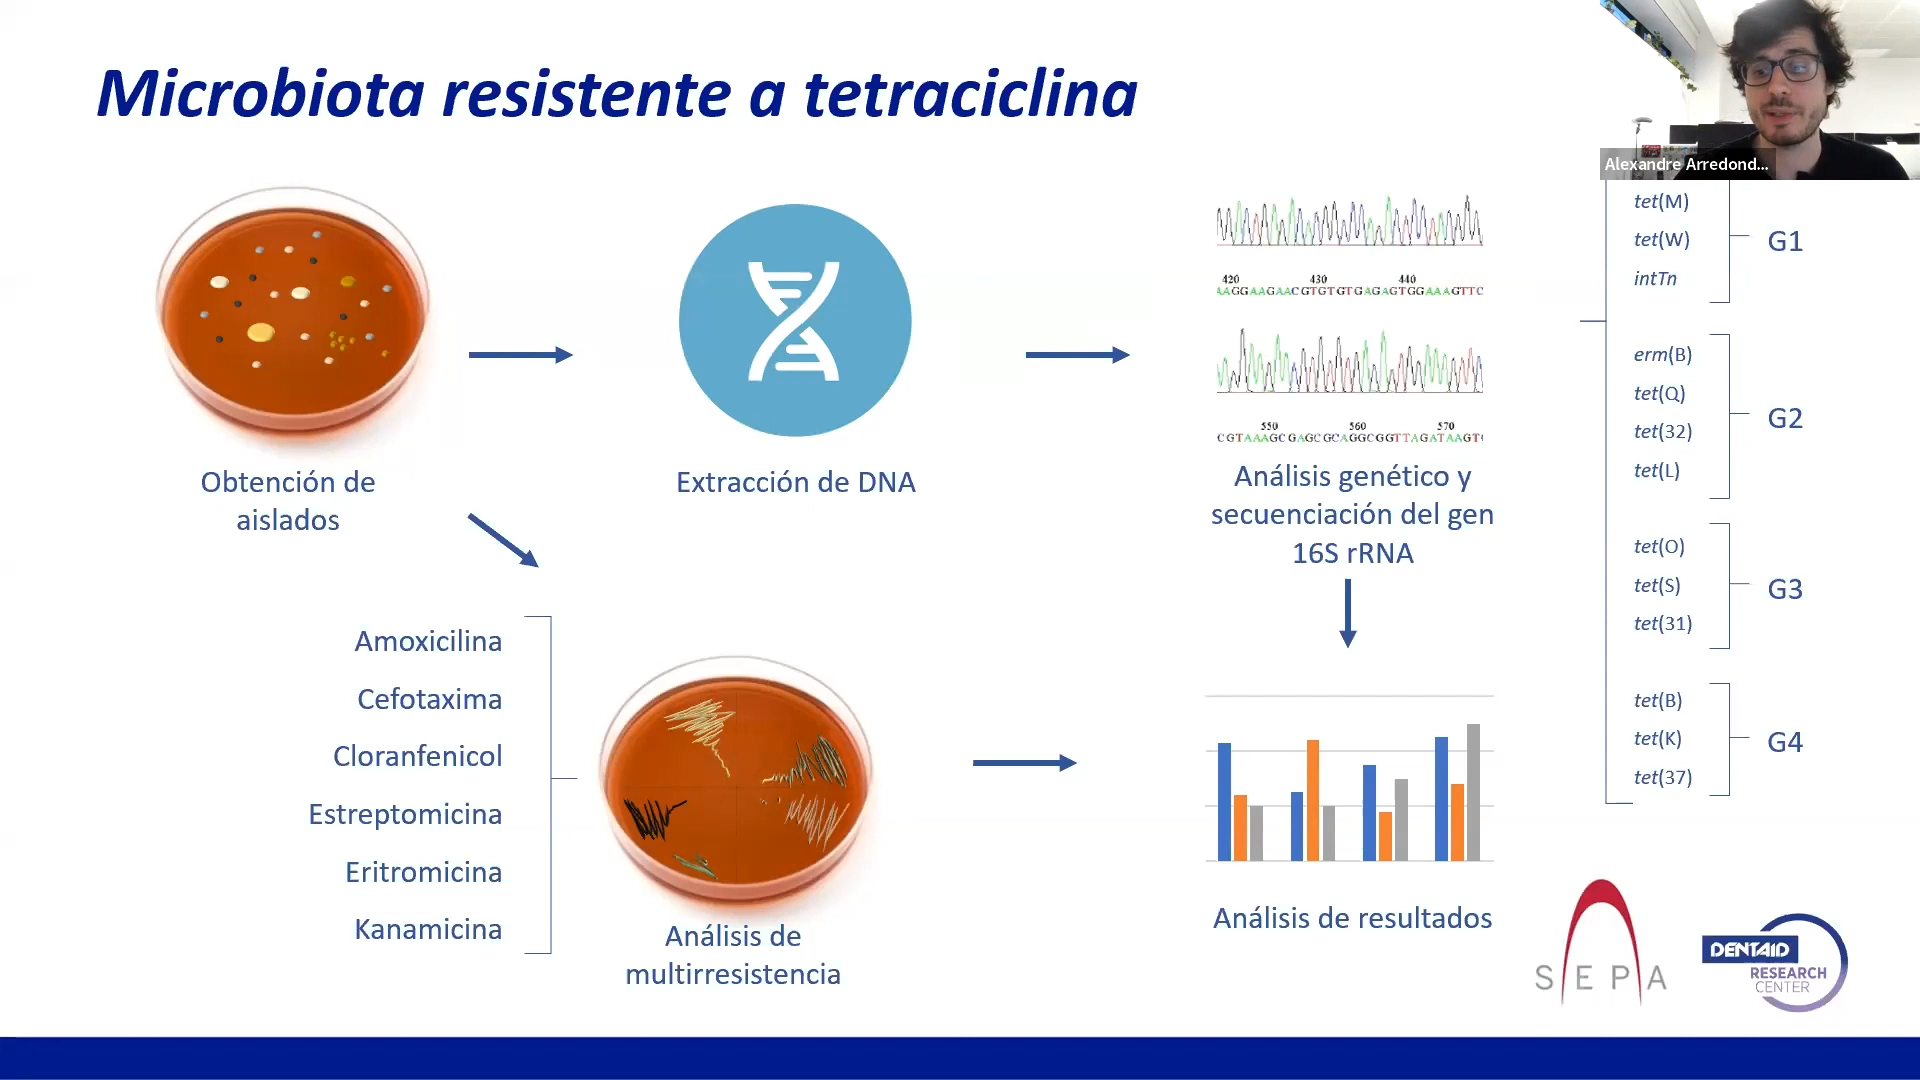 Microbiota resistente a tetraciclina
Alexandre Arredond...
Obtención de
aislados
Extracción de DNA
420 430 440
AAGGAAGAACGTGTGTGAGAGTGGAAAGTTC
550 560 570
CGTAAAGCGAGCGCAGGCGGTTAGATAAGT
Análisis genético y
secuenciación del gen
16S rRNA
tet(M)
tet(W)
intTn
G1
erm(B)
tet(Q)
tet(32)
tet(L)
G2
tet(O)
tet(S)
tet(31)
G3
tet(B)
tet(K)
tet(37)
G4
Amoxicilina
Cefotaxima
Cloranfenicol
Estreptomicina
Eritromicina
Kanamicina
Análisis de
multirresistencia
Análisis de resultados
SEPA
DENTAID
RESEARCH
CENTER